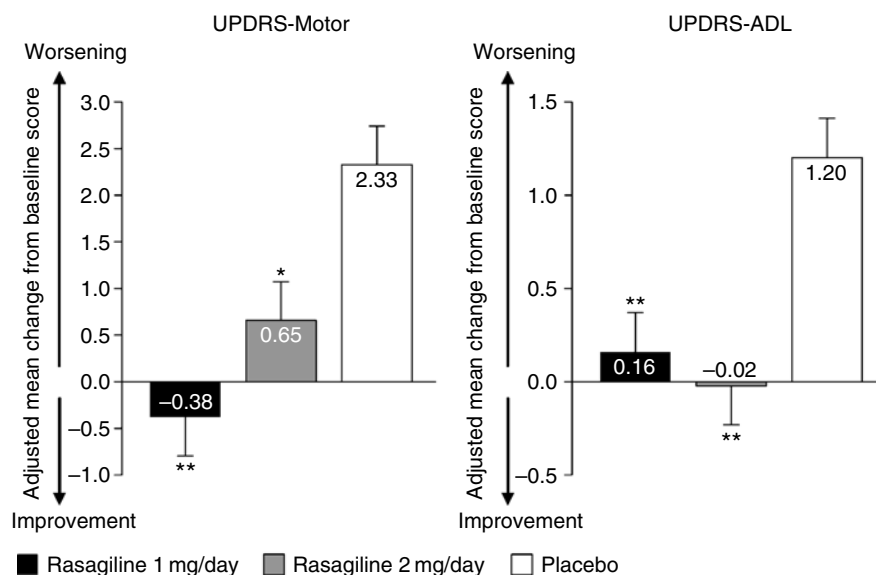 UPDRS-Motor
Worsening
Adjusted mean change from baseline score
3.0
2.5
2.0
1.5
1.0
0.5
0.0
–0.5
–1.0
2.33
*
0.65
–0.38
**
Improvement
UPDRS-ADL
Worsening
Adjusted mean change from baseline score
1.5
1.0
0.5
0.0
–0.5
1.20
**
0.16
–0.02
**
Improvement
Rasagiline 1 mg/day Rasagiline 2 mg/day Placebo